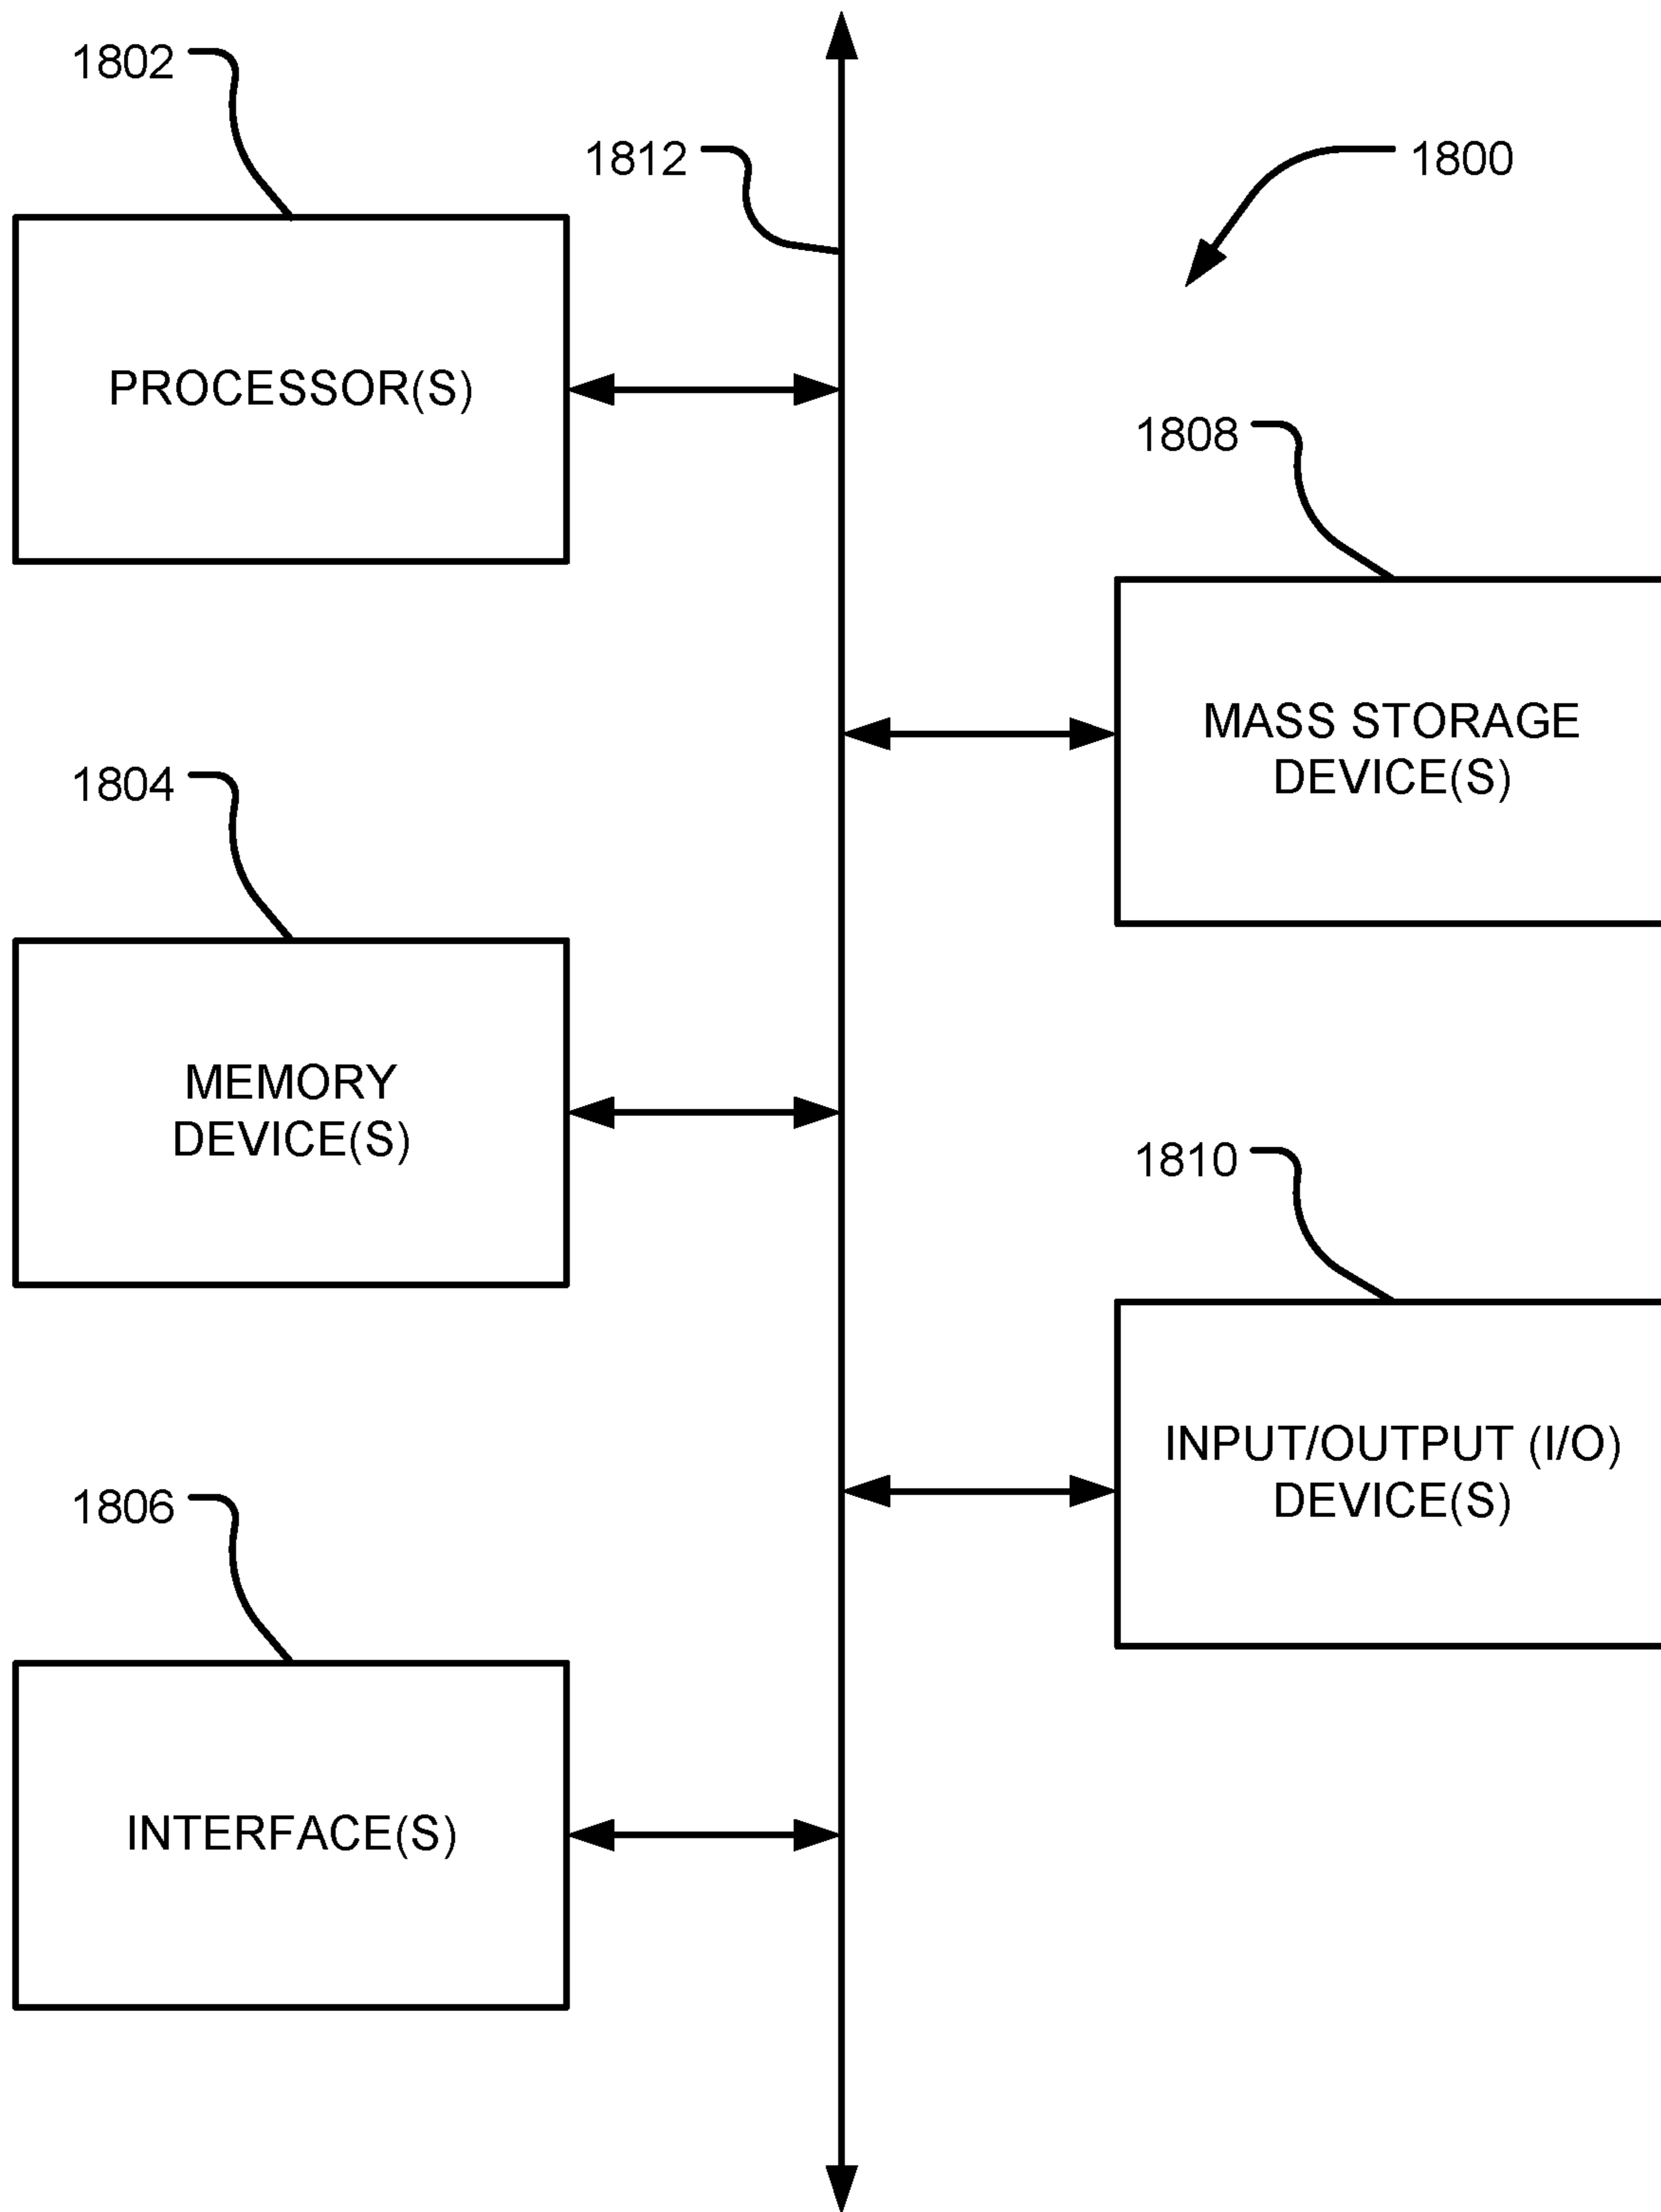 1802
1812
1800
PROCESSOR(S)
1808
MASS STORAGE
DEVICE(S)
1804
MEMORY
DEVICE(S)
1810
INPUT/OUTPUT (I/O)
DEVICE(S)
1806
INTERFACE(S)